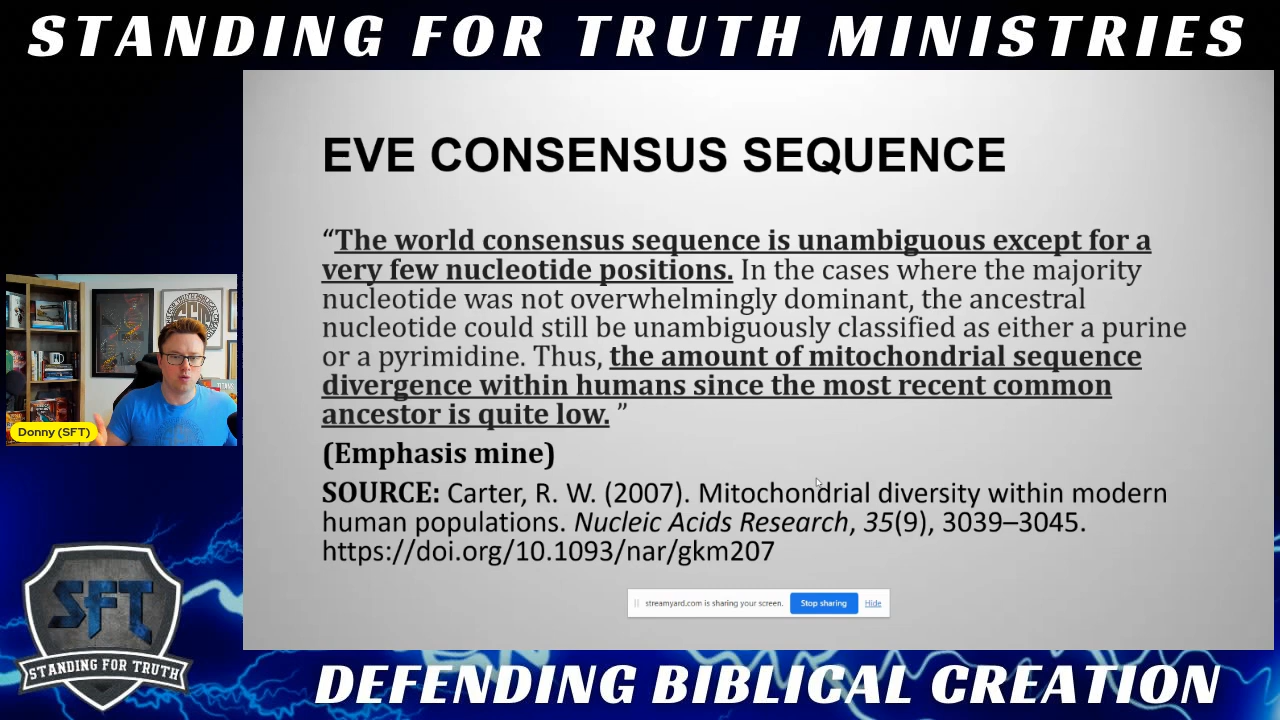 STANDING FOR TRUTH MINISTRIES
EVE CONSENSUS SEQUENCE
“The world consensus sequence is unambiguous except for a
very few nucleotide positions. In the cases where the majority
nucleotide was not overwhelmingly dominant, the ancestral
nucleotide could still be unambiguously classified as either a purine
or a pyrimidine. Thus, the amount of mitochondrial sequence
divergence within humans since the most recent common
ancestor is quite low. ”
(Emphasis mine)
SOURCE: Carter, R. W. (2007). Mitochondrial diversity within modern
human populations. Nucleic Acids Research, 35(9), 3039–3045.
https://doi.org/10.1093/nar/gkm207
streamyard.com is sharing your screen. Stop sharing Hide
Donny (SFT)
SFT
STANDING FOR TRUTH
DEFENDING BIBLICAL CREATION